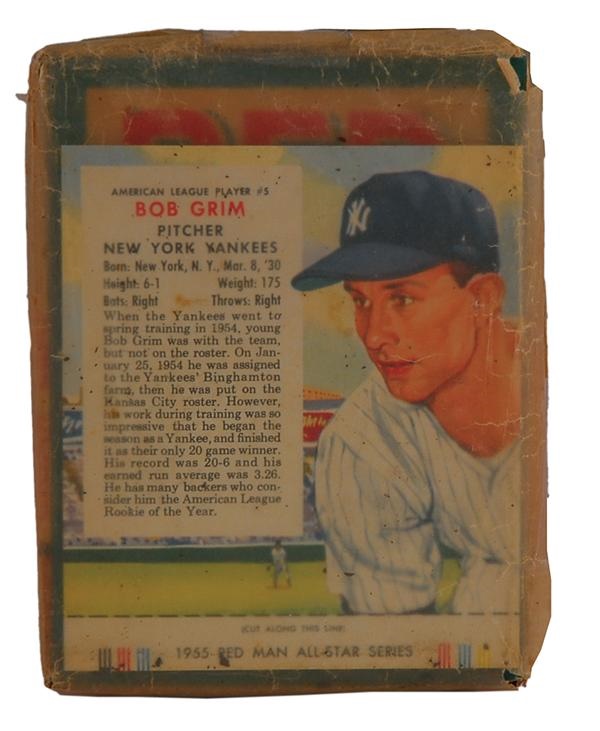 RED
AMERICAN LEAGUE PLAYER #5
BOB GRIM
PITCHER
NEW YORK YANKEES
Born: New York, N. Y., Mar. 8, '30
Height: 6-1 Weight: 175
Bats: Right Throws: Right
When the Yankees went to
spring training in 1954, young
Bob Grim was with the team,
but not on the roster. On Jan-
uary 25, 1954 he was assigned
to the Yankees' Binghamton
farm, then he was put on the
Kansas City roster. However,
his work during training was so
impressive that he began the
season as a Yankee, and finished
it as their only 20 game winner.
His record was 20-6 and his
earned run average was 3.26.
He has many backers who con-
sider him the American League
Rookie of the Year.
NY
(CUT ALONG THIS LINE)
1955 RED MAN ALL-STAR SERIES